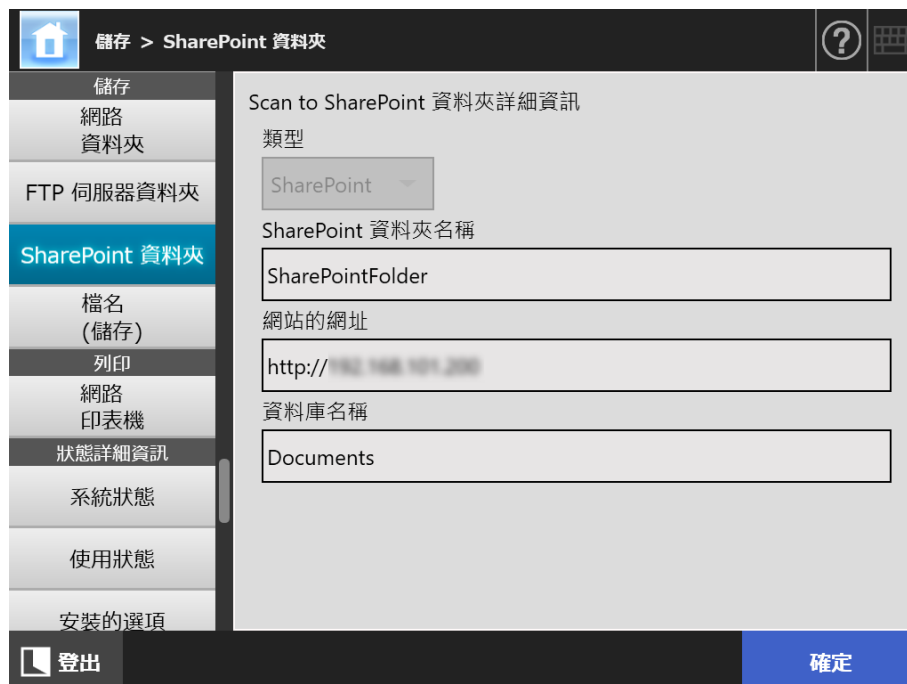 儲存 > SharePoint 資料夾
儲存
網路
資料夾
FTP 伺服器資料夾
SharePoint 資料夾
檔名
(儲存)
列印
網路
印表機
狀態詳細資訊
系統狀態
使用狀態
安裝的選項
Scan to SharePoint 資料夾詳細資訊
類型
SharePoint
SharePoint 資料夾名稱
SharePointFolder
網站的網址
http://
資料庫名稱
Documents
登出
確定